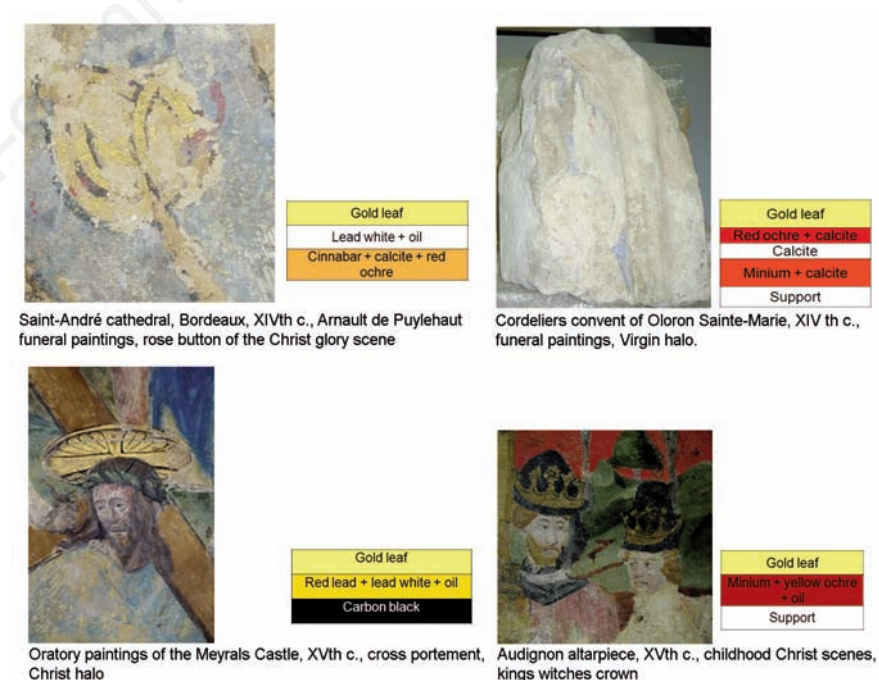 Gold leaf
Lead white + oil
Cinnabar + calcite + red
ochre
Saint-André cathedral, Bordeaux, XIVth c., Arnault de Puylehaut
funeral paintings, rose button of the Christ glory scene
Gold leaf
Red ochre + calcite
Calcite
Minium + calcite
Support
Cordeliers convent of Oloron Sainte-Marie, XIV th c.,
funeral paintings, Virgin halo.
Gold leaf
Red lead + lead white + oil
Carbon black
Oratory paintings of the Meyrals Castle, XVth c., cross portement,
Christ halo
Gold leaf
Minium + yellow ochre
+ oil
Support
Audignon altarpiece, XVth c., childhood Christ scenes,
kings witches crown